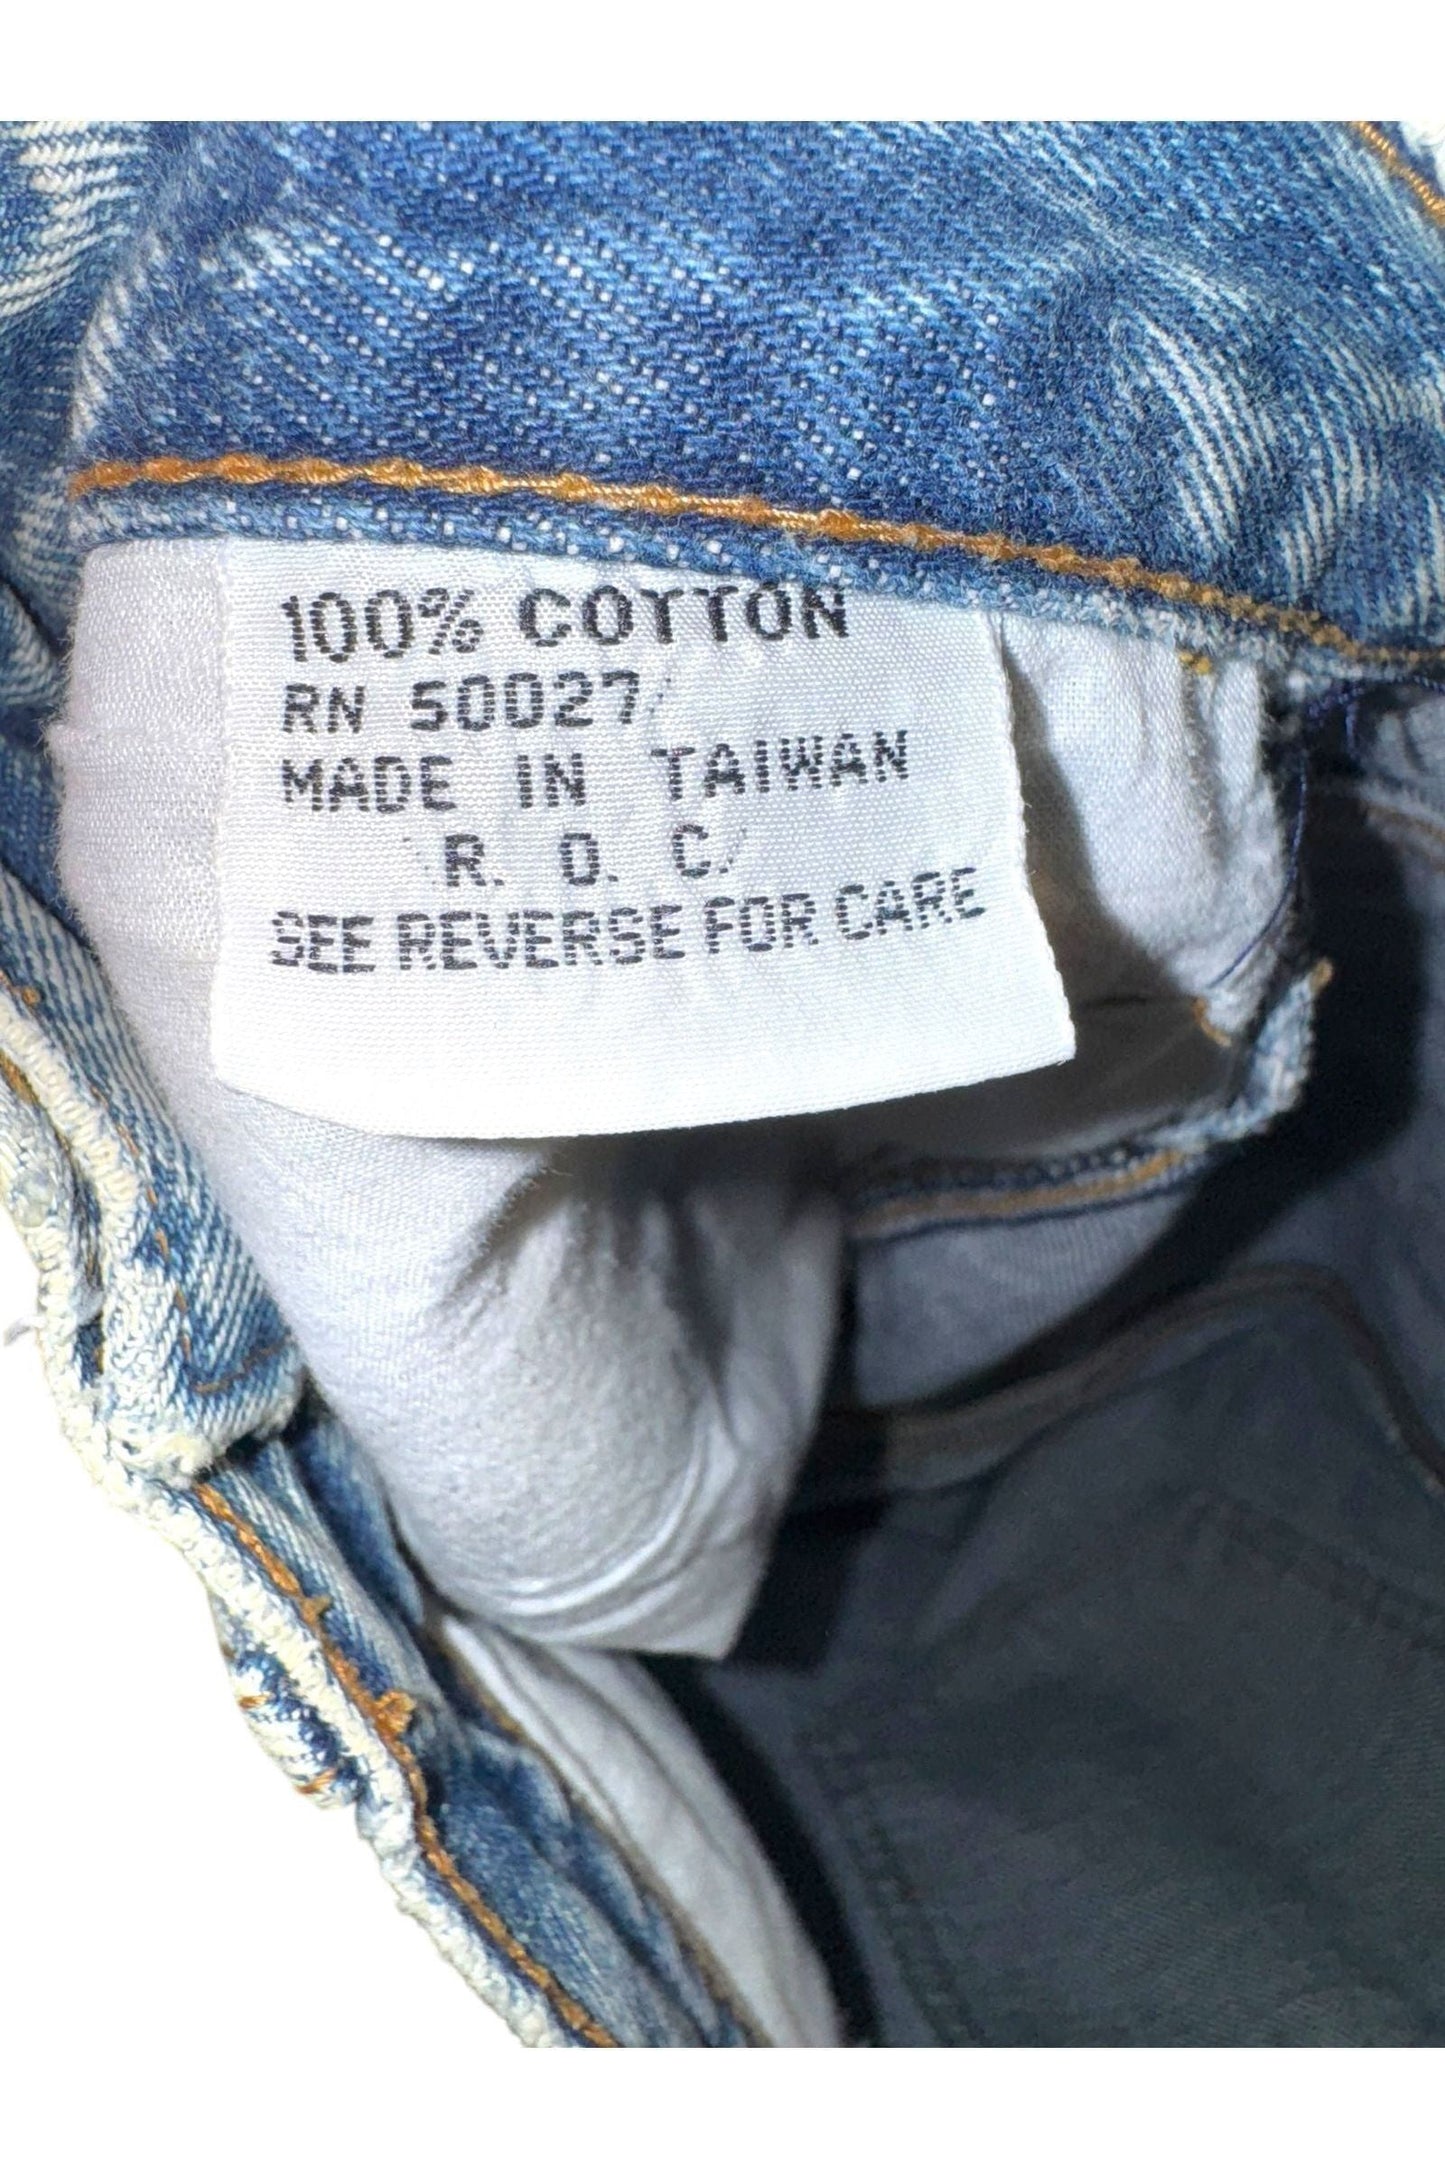 100% COTTON
RN 50027
MADE IN TAIWAN
R. O. C.
SEE REVERSE FOR CARE